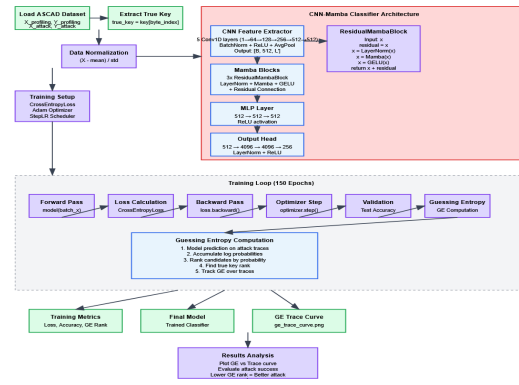 Load ASCAD Dataset
X_profiling, Y_profiling
X_attack, Y_attack
Extract True Key
true_key = key[byte_index]
Data Normalization
(X - mean) / std
Training Setup
CrossEntropyLoss
Adam Optimizer
StepLR Scheduler
CNN-Mamba Classifier Architecture
CNN Feature Extractor
5 Conv1D layers (1→64→128→256→512→512)
BatchNorm + ReLU + AvgPool
Output [B, 512, L']
Mamba Blocks
3x ResidualMambaBlock
LayerNorm + Mamba + GELU
+ Residual Connection
MLP Layer
512 → 512 → 512
ReLU activation
Output Head
512 → 4096 → 4096 → 256
LayerNorm + ReLU
ResidualMambaBlock
Input: x
residual = x
x = LayerNorm(x)
x = Mamba(x)
x = GELU(x)
return x + residual
Training Loop (150 Epochs)
Forward Pass
model(batch_x)
Loss Calculation
CrossEntropyLoss
Backward Pass
loss.backward()
Optimizer Step
optimizer.step()
Validation
Test Accuracy
Guessing Entropy
GE Computation
Guessing Entropy Computation
1. Model prediction on attack traces
2. Accumulate log probabilities
3. Rank candidates by probability
4. Find true key rank
5. Track GE over traces
Training Metrics
Loss, Accuracy, GE Rank
Final Model
Trained Classifier
GE Trace Curve
ge_trace_curve.png
Results Analysis
Plot GE vs Trace curve
Evaluate attack success
Lower GE rank = Better attack